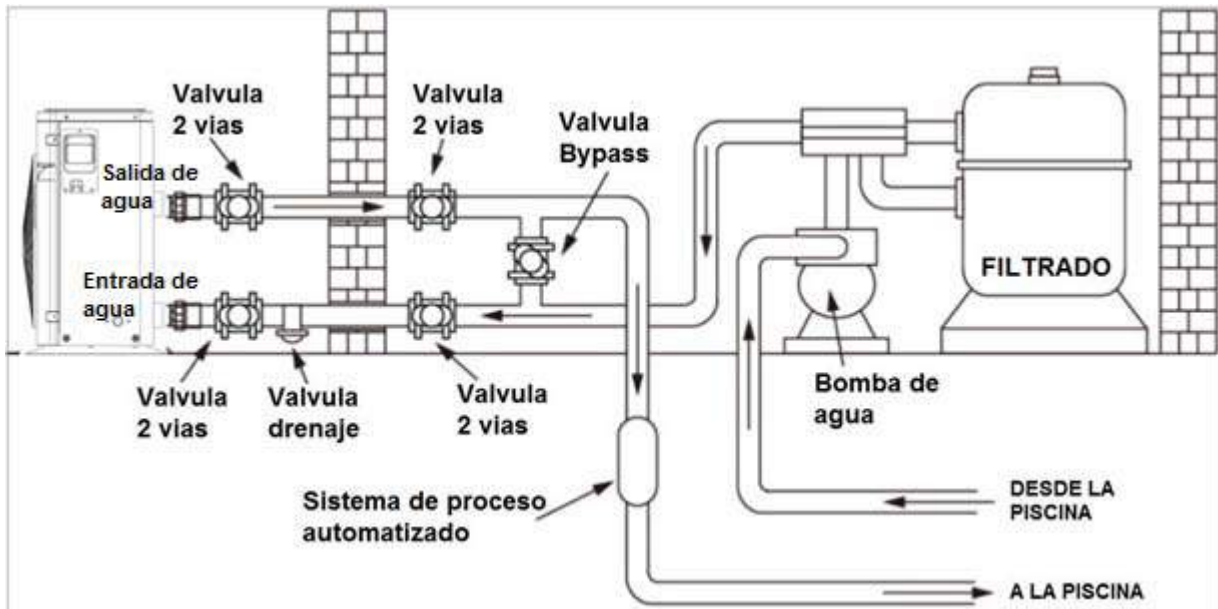 Valvula
2 vias
Valvula
2 vias
Valvula
Bypass
Salida de
agua
Entrada de
agua
FILTRADO
Valvula
2 vias
Valvula
drenaje
Valvula
2 vias
Bomba de
agua
Sistema de proceso
automatizado
DESDE LA
PISCINA
A LA PISCINA